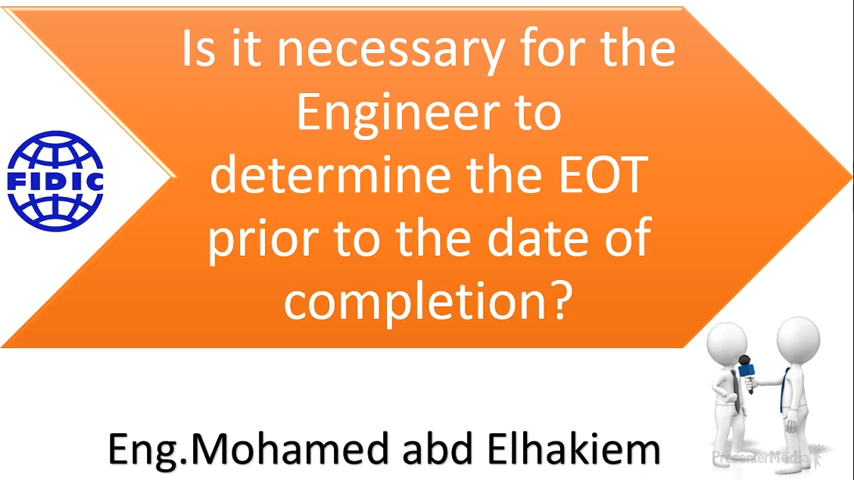 Is it necessary for the
Engineer to
determine the EOT
prior to the date of
completion?
FIDIC
Eng.Mohamed abd Elhakiem
PresenterMedia